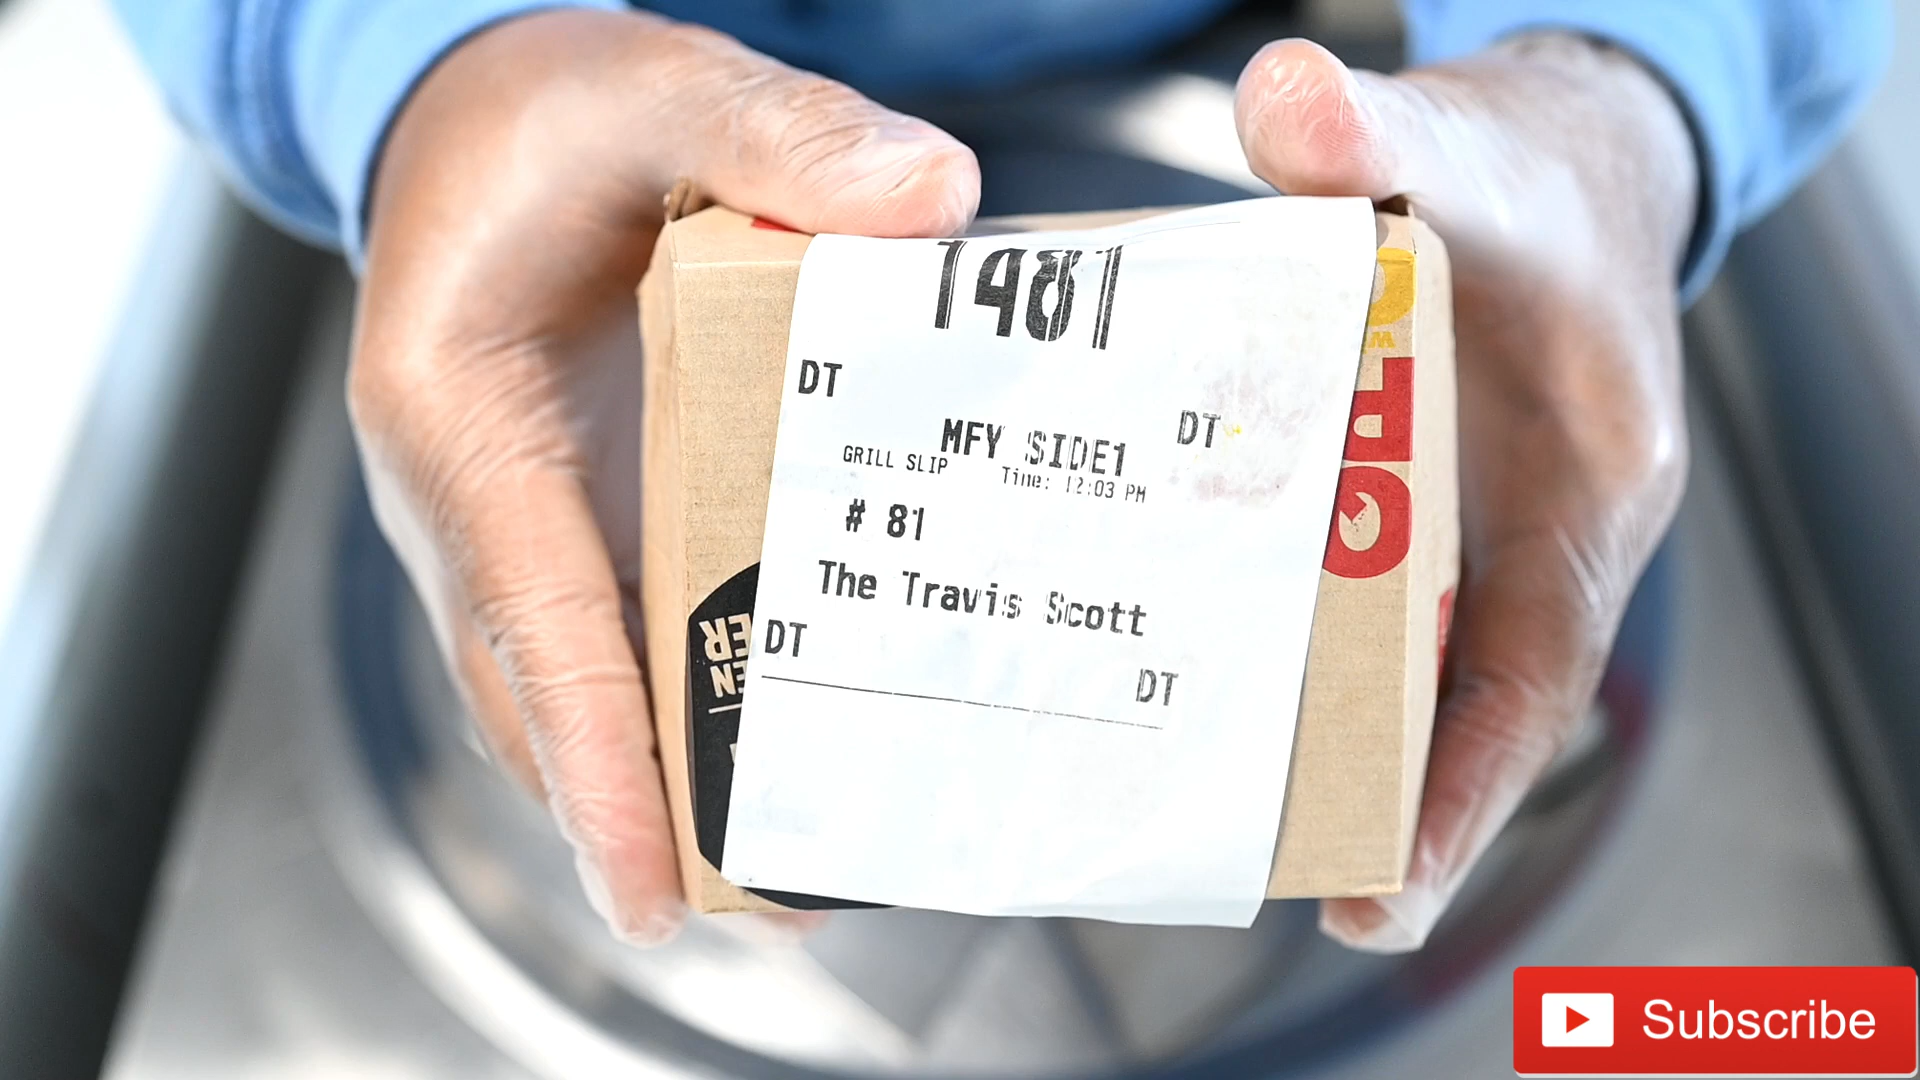 1481
DT
DT
MFY SIDE1
GRILL SLIP
Time: 12:03 PM
# 81
The Travis Scott
DT
DT
Subscribe